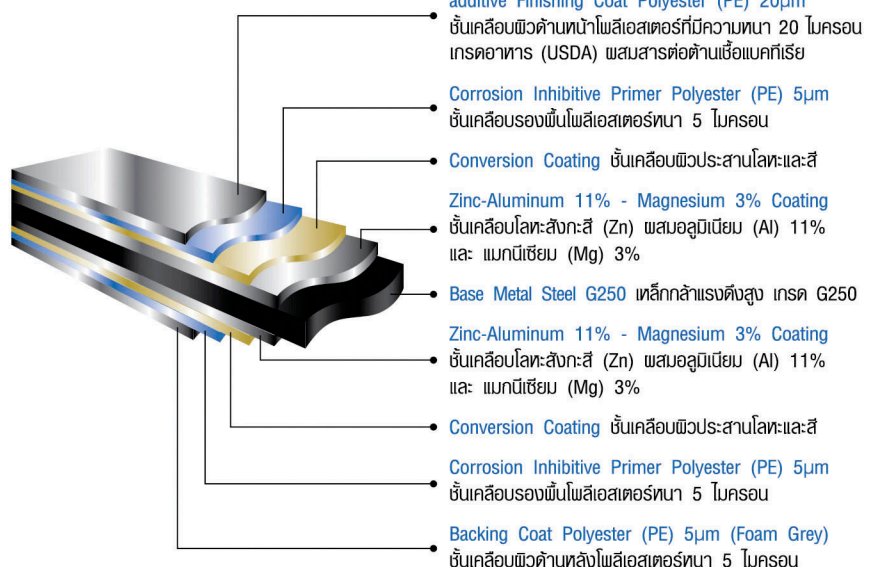 additive Finishing Coat Polyester (PE) 20µm
ชั้นเคลือบผิวด้านหน้าโพลีเอสเตอร์ที่มีความหนา 20 ไมครอน
เกรดอาหาร (USDA) ผสมสารต่อต้านเชื้อแบคทีเรีย
Corrosion Inhibitive Primer Polyester (PE) 5µm
ชั้นเคลือบรองพื้นโพลีเอสเตอร์หนา 5 ไมครอน
Conversion Coating ชั้นเคลือบผิวประสานโลหะและสี
Zinc-Aluminum 11% - Magnesium 3% Coating
ชั้นเคลือบโลหะสังกะสี (Zn) ผสมอลูมิเนียม (Al) 11%
และ แมกนีเซียม (Mg) 3%
Base Metal Steel G250 เหล็กกล้าแรงดึงสูง เกรด G250
Zinc-Aluminum 11% - Magnesium 3% Coating
ชั้นเคลือบโลหะสังกะสี (Zn) ผสมอลูมิเนียม (Al) 11%
และ แมกนีเซียม (Mg) 3%
Conversion Coating ชั้นเคลือบผิวประสานโลหะและสี
Corrosion Inhibitive Primer Polyester (PE) 5µm
ชั้นเคลือบรองพื้นโพลีเอสเตอร์หนา 5 ไมครอน
Backing Coat Polyester (PE) 5µm (Foam Grey)
ชั้นเคลือบผิวด้านหลังโพลีเอสเตอร์หนา 5 ไมครอน